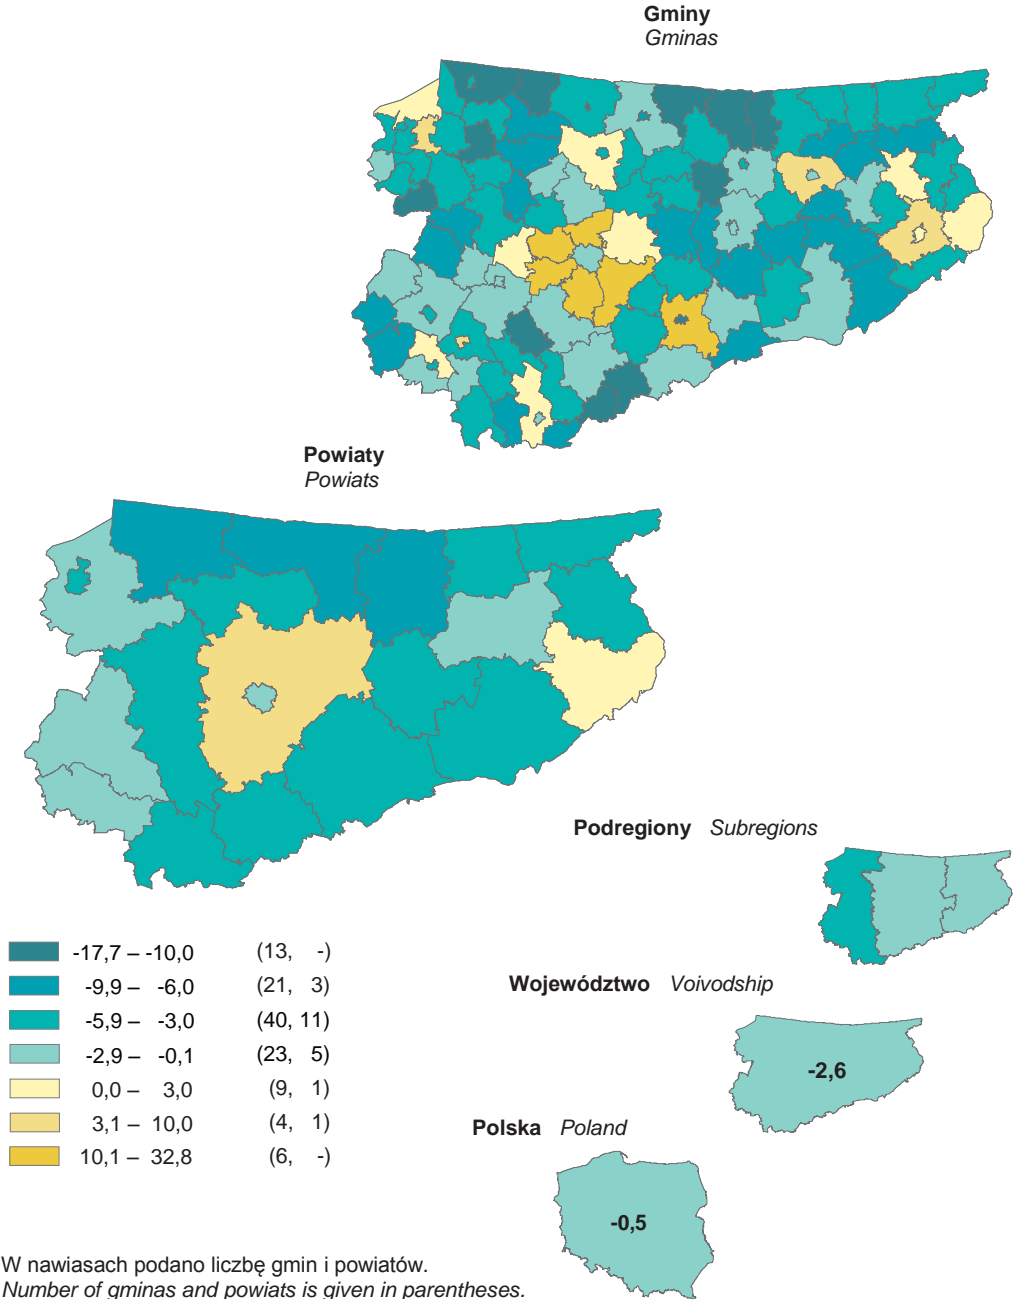 Gminy
Gminas
Powiaty
Powiats
Podregiony Subregions
-17,7 – -10,0 (13, -)
-9,9 – -6,0 (21, 3)
-5,9 – -3,0 (40, 11)
-2,9 – -0,1 (23, 5)
0,0 – 3,0 (9, 1)
3,1 – 10,0 (4, 1)
10,1 – 32,8 (6, -)
Województwo Voivodship
-2,6
Polska Poland
-0,5
W nawiasach podano liczbę gmin i powiatów.
Number of gminas and powiats is given in parentheses.